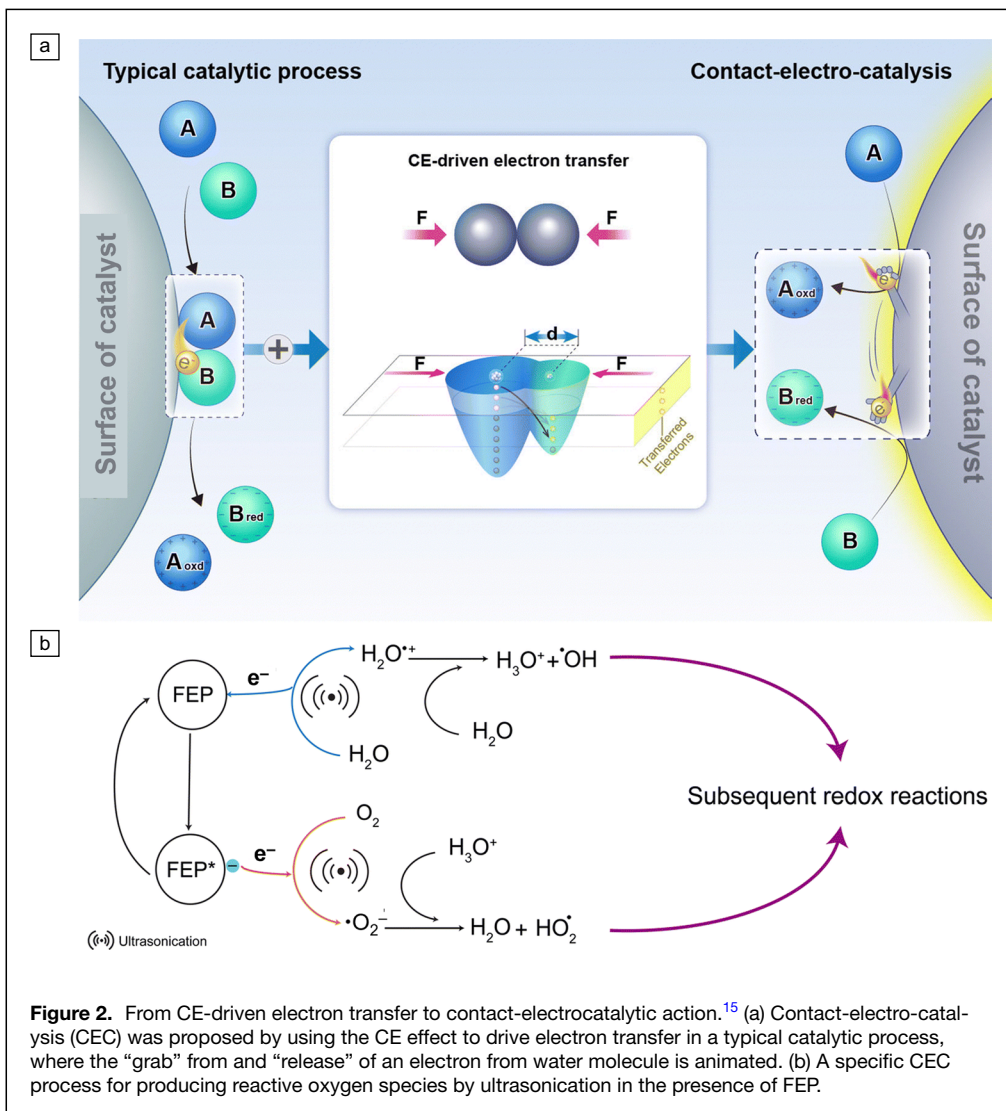 a
Typical catalytic process
Contact-electro-catalysis
A
B
Surface of catalyst
A
e⁻
B
B red
A oxd
+
CE-driven electron transfer
F
F
d
F
F
Transferred
Electrons
A
A oxd
e⁻
B red
e⁻
B
Surface of catalyst
b
FEP
e⁻
H₂O•⁺
H₃O⁺ + •OH
H₂O
H₂O
Subsequent redox reactions
O₂
FEP*
−
e⁻
H₃O⁺
•O₂⁻
H₂O + HO₂•
((•)) Ultrasonication
Figure 2. From CE-driven electron transfer to contact-electrocatalytic action.¹⁵ (a) Contact-electro-catal-
ysis (CEC) was proposed by using the CE effect to drive electron transfer in a typical catalytic process,
where the “grab” from and “release” of an electron from water molecule is animated. (b) A specific CEC
process for producing reactive oxygen species by ultrasonication in the presence of FEP.